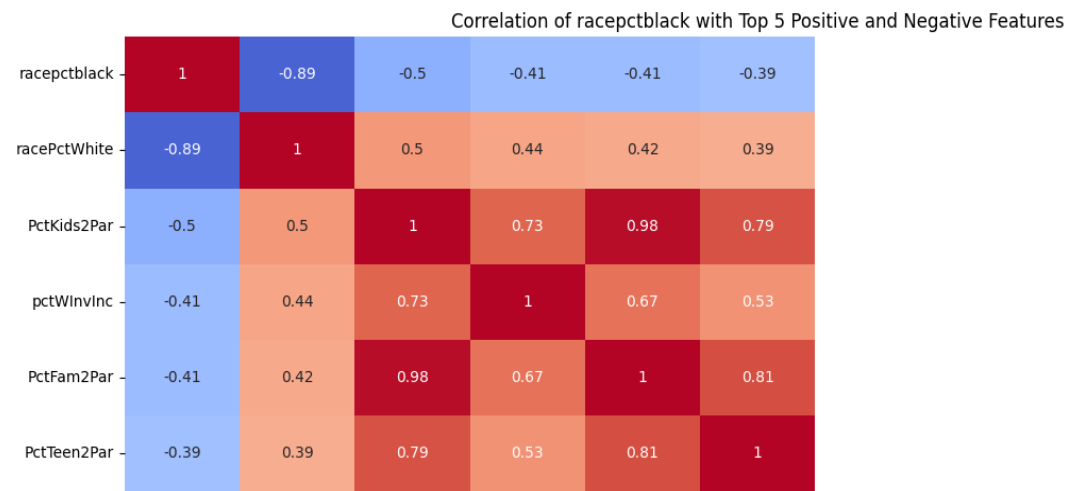 Correlation of racepctblack with Top 5 Positive and Negative Features
racepctblack 1 -0.89 -0.5 -0.41 -0.41 -0.39
racePctWhite -0.89 1 0.5 0.44 0.42 0.39
PctKids2Par -0.5 0.5 1 0.73 0.98 0.79
pctWInvInc -0.41 0.44 0.73 1 0.67 0.53
PctFam2Par -0.41 0.42 0.98 0.67 1 0.81
PctTeen2Par -0.39 0.39 0.79 0.53 0.81 1